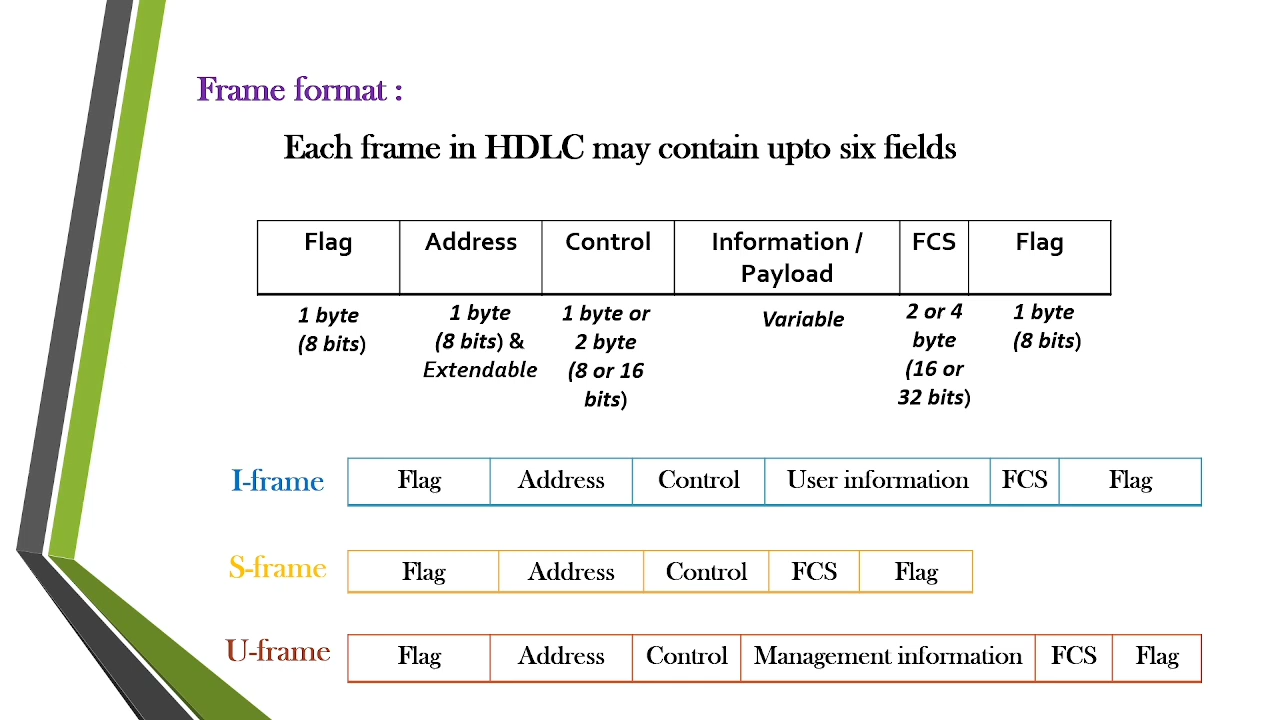 Frame format :
Each frame in HDLC may contain upto six fields
Flag Address Control Information / Payload FCS Flag
1 byte (8 bits) 1 byte (8 bits) & Extendable 1 byte or 2 byte (8 or 16 bits) Variable 2 or 4 byte (16 or 32 bits) 1 byte (8 bits)
I-frame Flag Address Control User information FCS Flag
S-frame Flag Address Control FCS Flag
U-frame Flag Address Control Management information FCS Flag